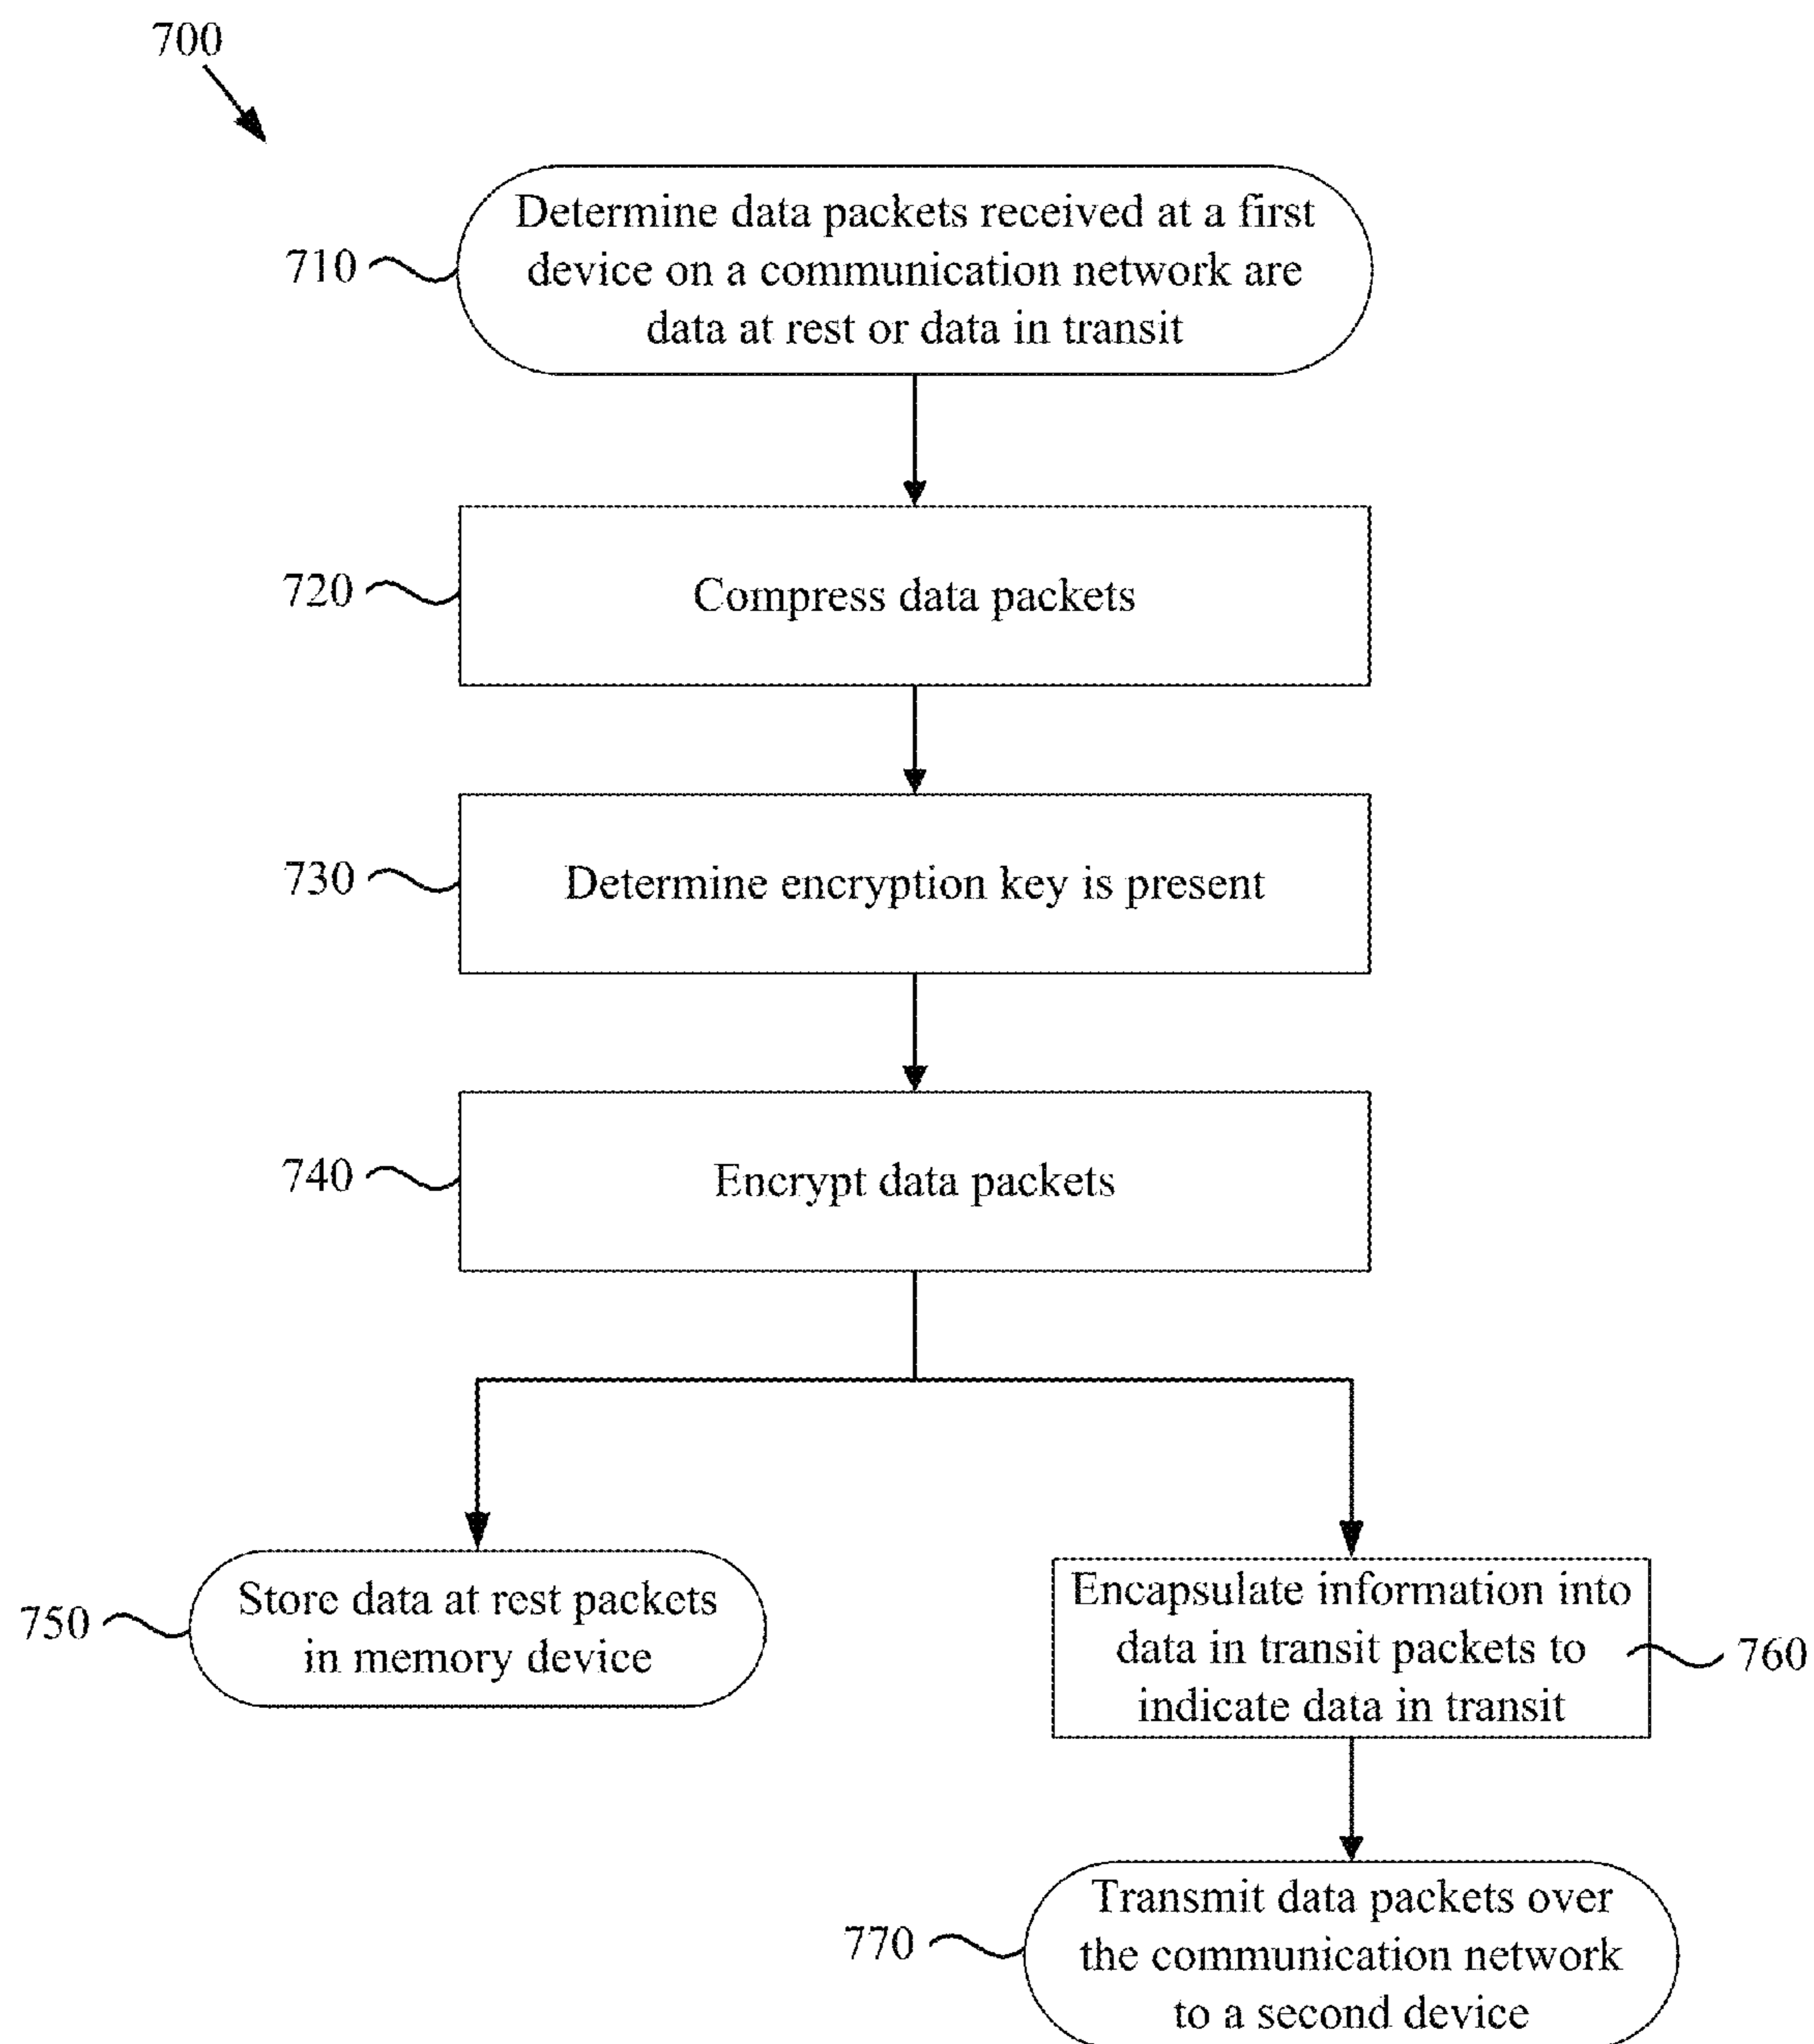 700
Determine data packets received at a first
710
device on a communication network are
data at rest or data in transit
720
Compress data packets
730
Determine encryption key is present
740
Encrypt data packets
Store data at rest packets
750
in memory device
Encapsulate information into
data in transit packets to
760
indicate data in transit
Transmit data packets over
770
the communication network
to a second device